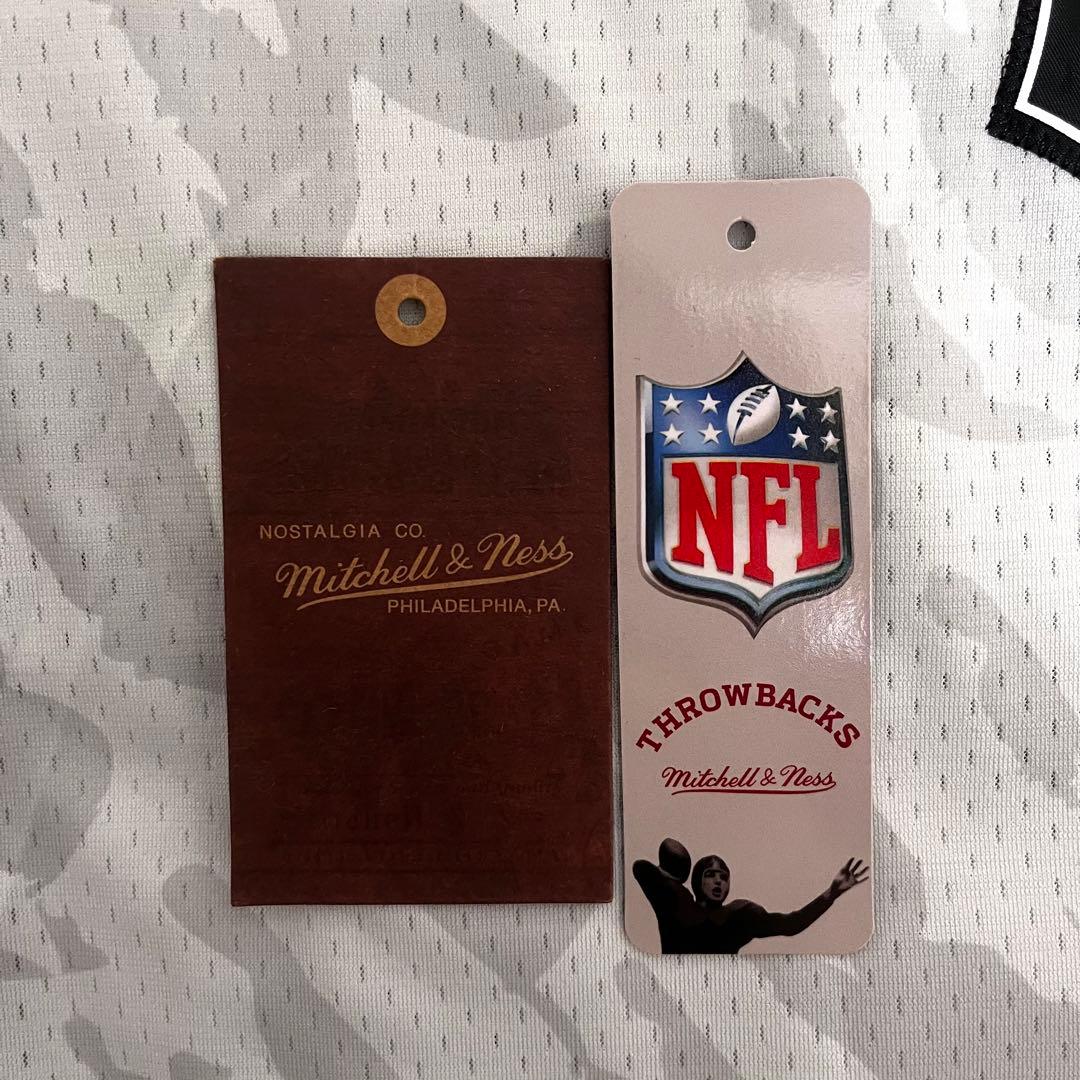 NOSTALGIA CO.
Mitchell & Ness
PHILADELPHIA, PA.
NFL
THROWBACKS
Mitchell & Ness